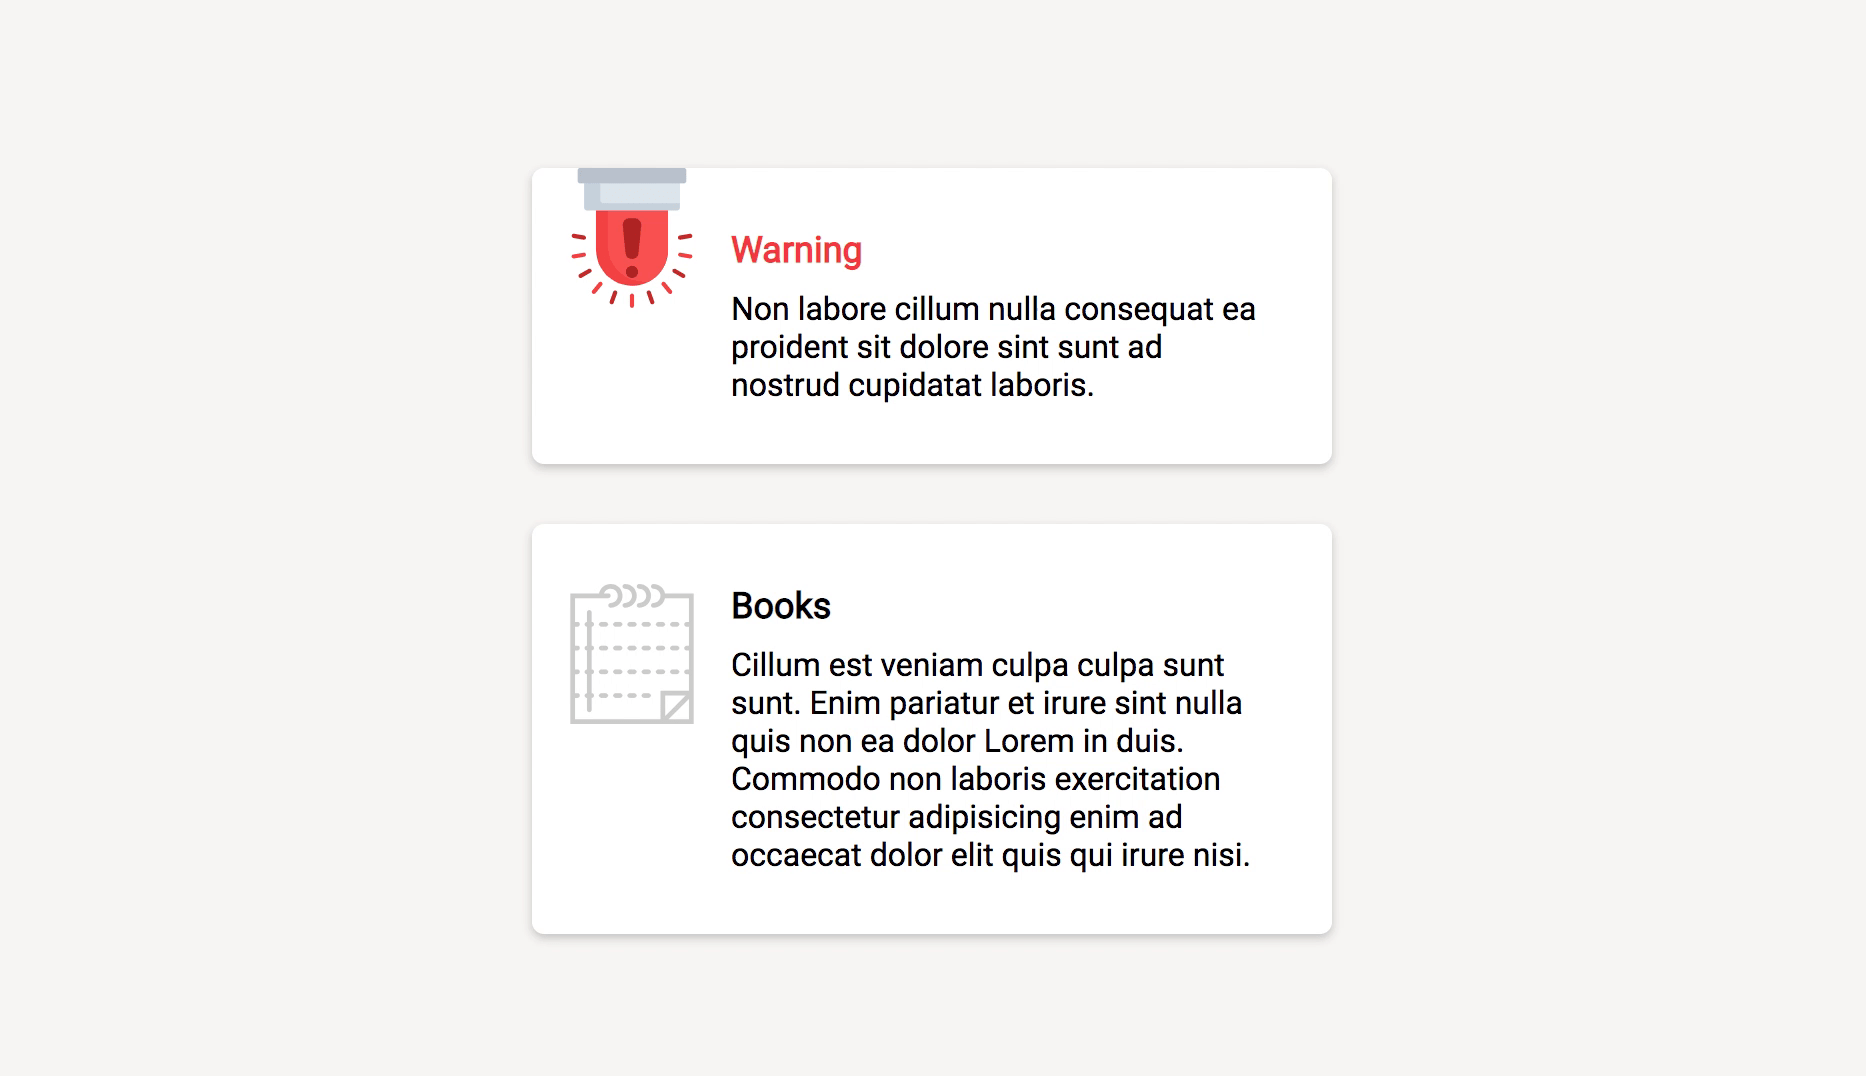 Warning
Non labore cillum nulla consequat ea
proident sit dolore sint sunt ad
nostrud cupidatat laboris.
Books
Cillum est veniam culpa culpa sunt
sunt. Enim pariatur et irure sint nulla
quis non ea dolor Lorem in duis.
Commodo non laboris exercitation
consectetur adipisicing enim ad
occaecat dolor elit quis qui irure nisi.